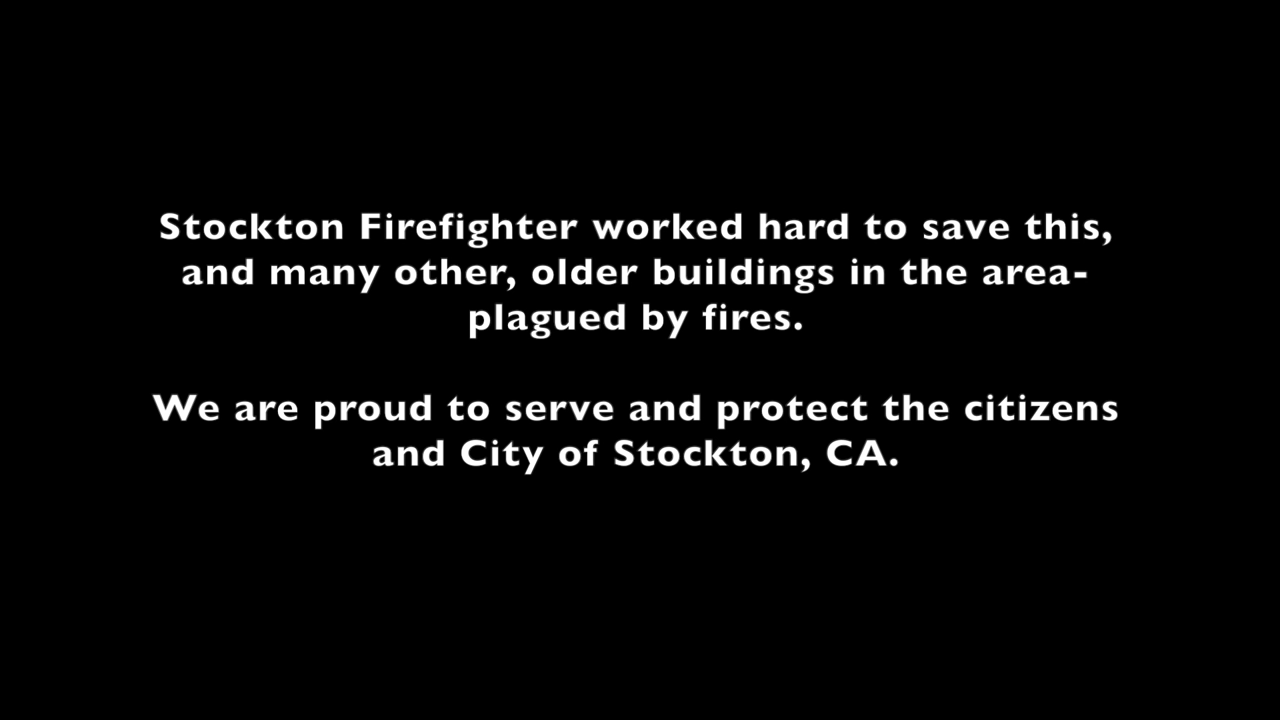 Stockton Firefighter worked hard to save this,
and many other, older buildings in the area-
plagued by fires.
We are proud to serve and protect the citizens
and City of Stockton, CA.